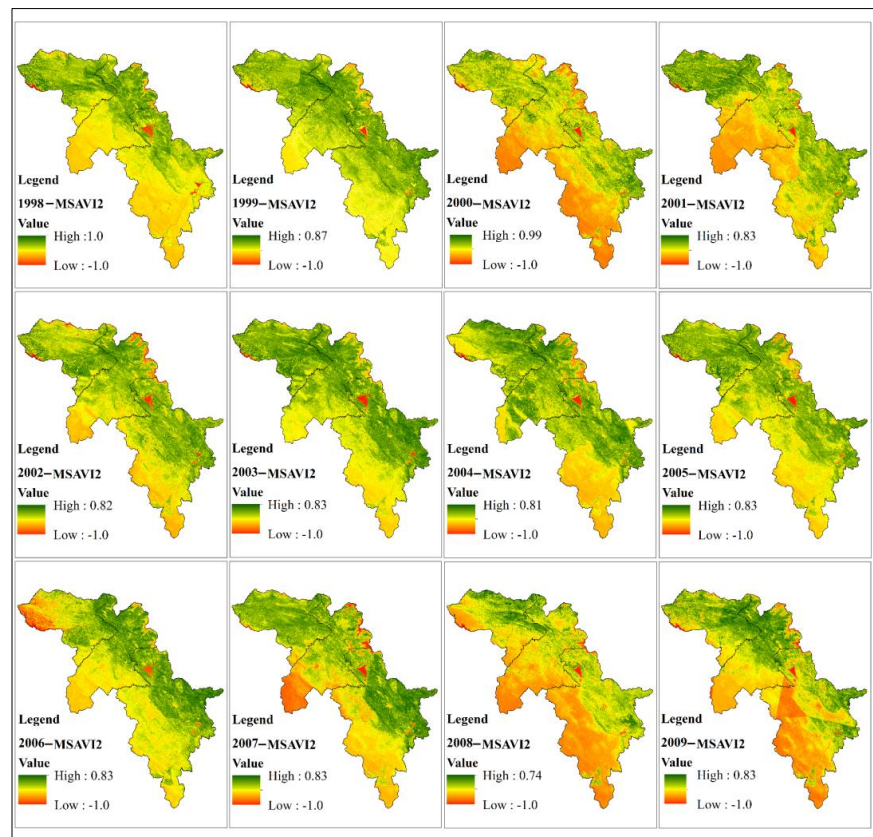 Legend
1998–MSAVI2
Value
High :1.0
Low : -1.0
Legend
1999–MSAVI2
Value
High : 0.87
Low : -1.0
Legend
2000–MSAVI2
Value
High : 0.99
Low : -1.0
Legend
2001–MSAVI2
Value
High : 0.83
Low : -1.0
Legend
2002–MSAVI2
Value
High : 0.82
Low : -1.0
Legend
2003–MSAVI2
Value
High : 0.83
Low : -1.0
Legend
2004–MSAVI2
Value
High : 0.81
Low : -1.0
Legend
2005–MSAVI2
Value
High : 0.83
Low : -1.0
Legend
2006–MSAVI2
Value
High : 0.83
Low : -1.0
Legend
2007–MSAVI2
Value
High : 0.83
Low : -1.0
Legend
2008–MSAVI2
Value
High : 0.74
Low : -1.0
Legend
2009–MSAVI2
Value
High : 0.83
Low : -1.0